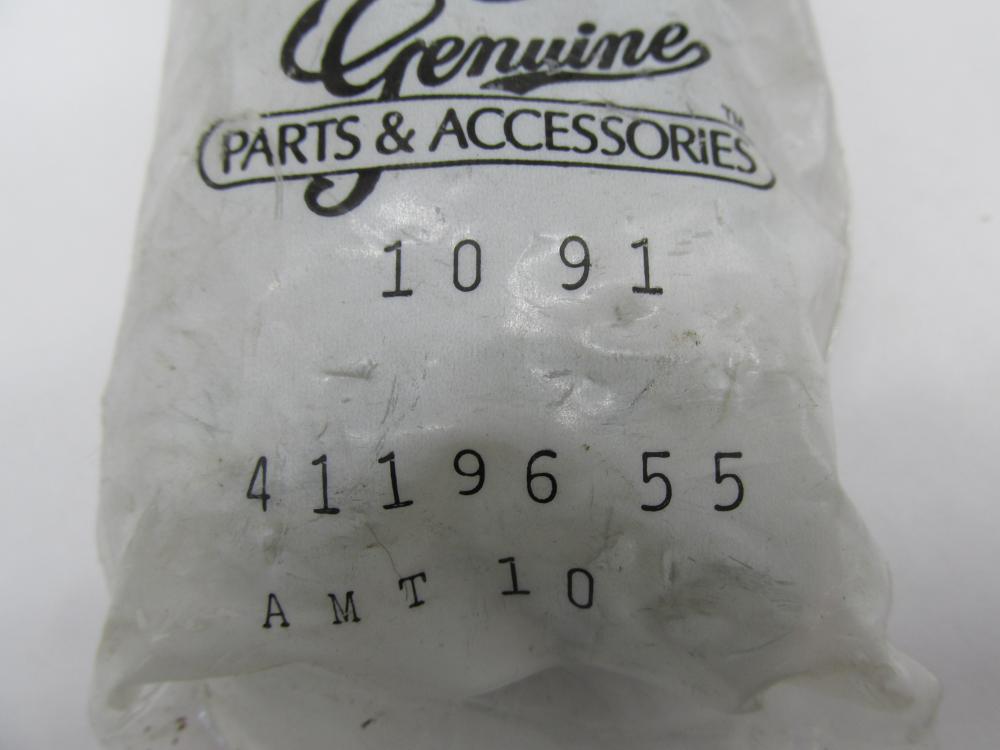 Genuine
PARTS & ACCESSORIES™
10 91
41196 55
AMT 10